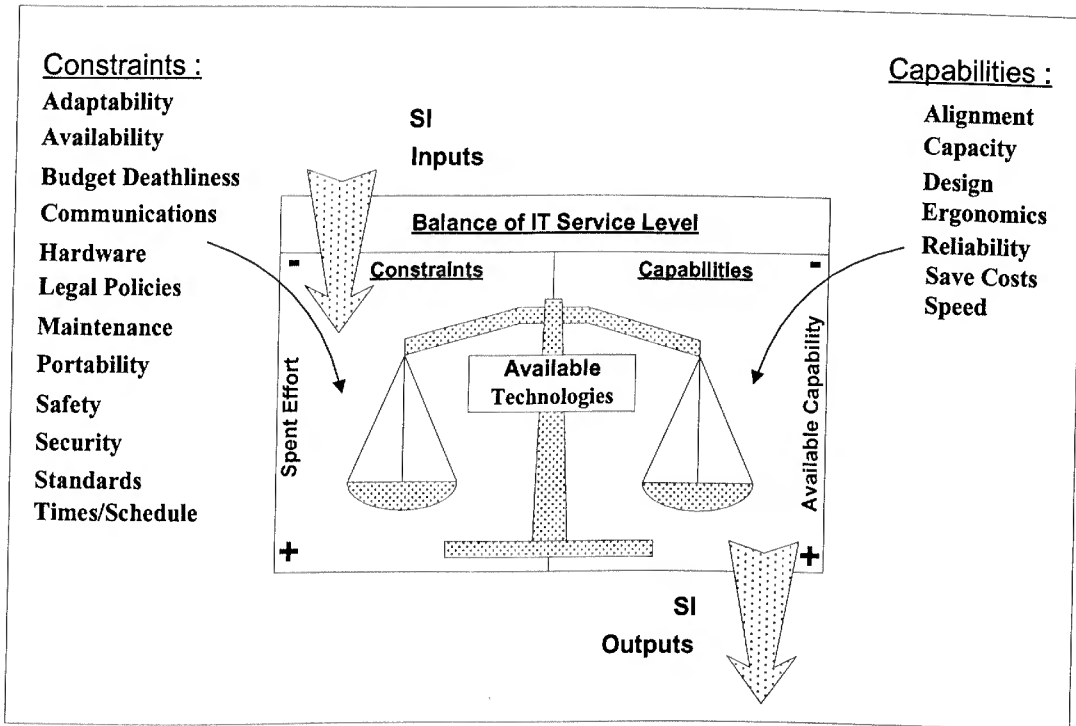 Constraints :
Adaptability
Availability
Budget Deathliness
Communications
Hardware
Legal Policies
Maintenance
Portability
Safety
Security
Standards
Times/Schedule
SI
Inputs
Capabilities :
Alignment
Capacity
Design
Ergonomics
Reliability
Save Costs
Speed
Balance of IT Service Level
-
Constraints
Capabilities
-
Spent Effort
Available
Technologies
Available Capability
+
+
SI
Outputs